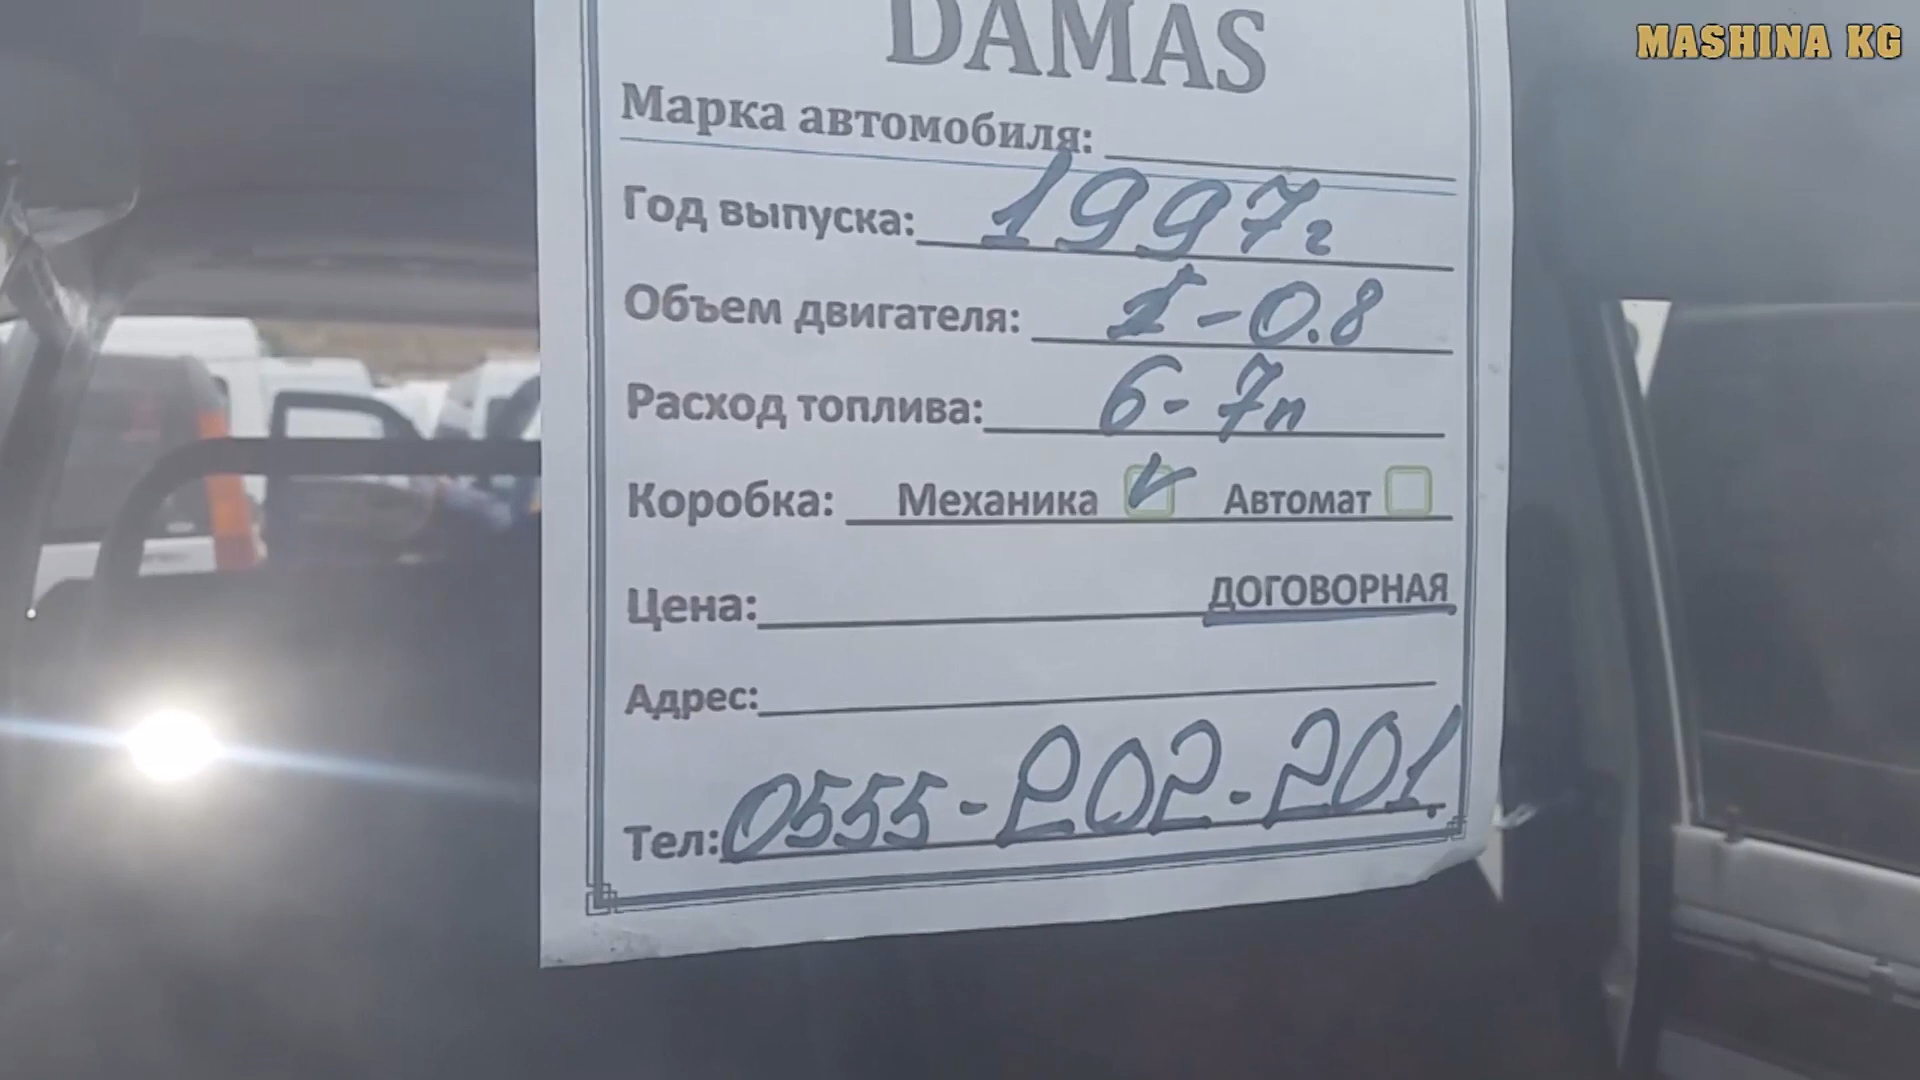 MASHINA KG
DAMAS
Марка автомобиля:
Год выпуска: 1997г
Объем двигателя: 1-0.8
Расход топлива: 6-7л
Коробка: Механика Автомат
Цена: ДОГОВОРНАЯ
Адрес:
Тел: 0555-202-201.